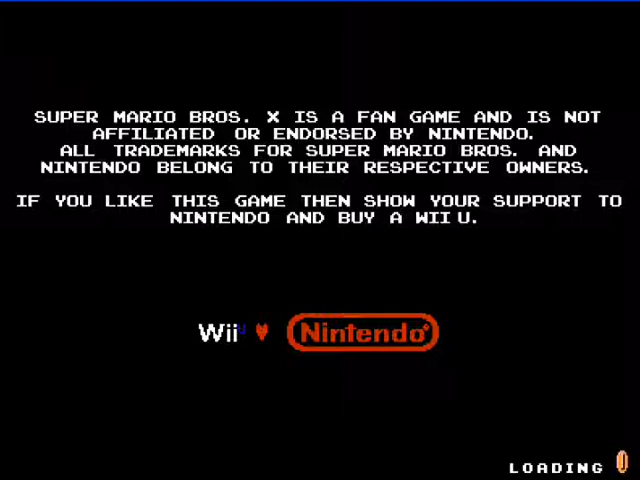 SUPER MARIO BROS. X IS A FAN GAME AND IS NOT
AFFILIATED OR ENDORSED BY NINTENDO.
ALL TRADEMARKS FOR SUPER MARIO BROS. AND
NINTENDO BELONG TO THEIR RESPECTIVE OWNERS.
IF YOU LIKE THIS GAME THEN SHOW YOUR SUPPORT TO
NINTENDO AND BUY A WII U.
Wii U ♥ Nintendo®
LOADING